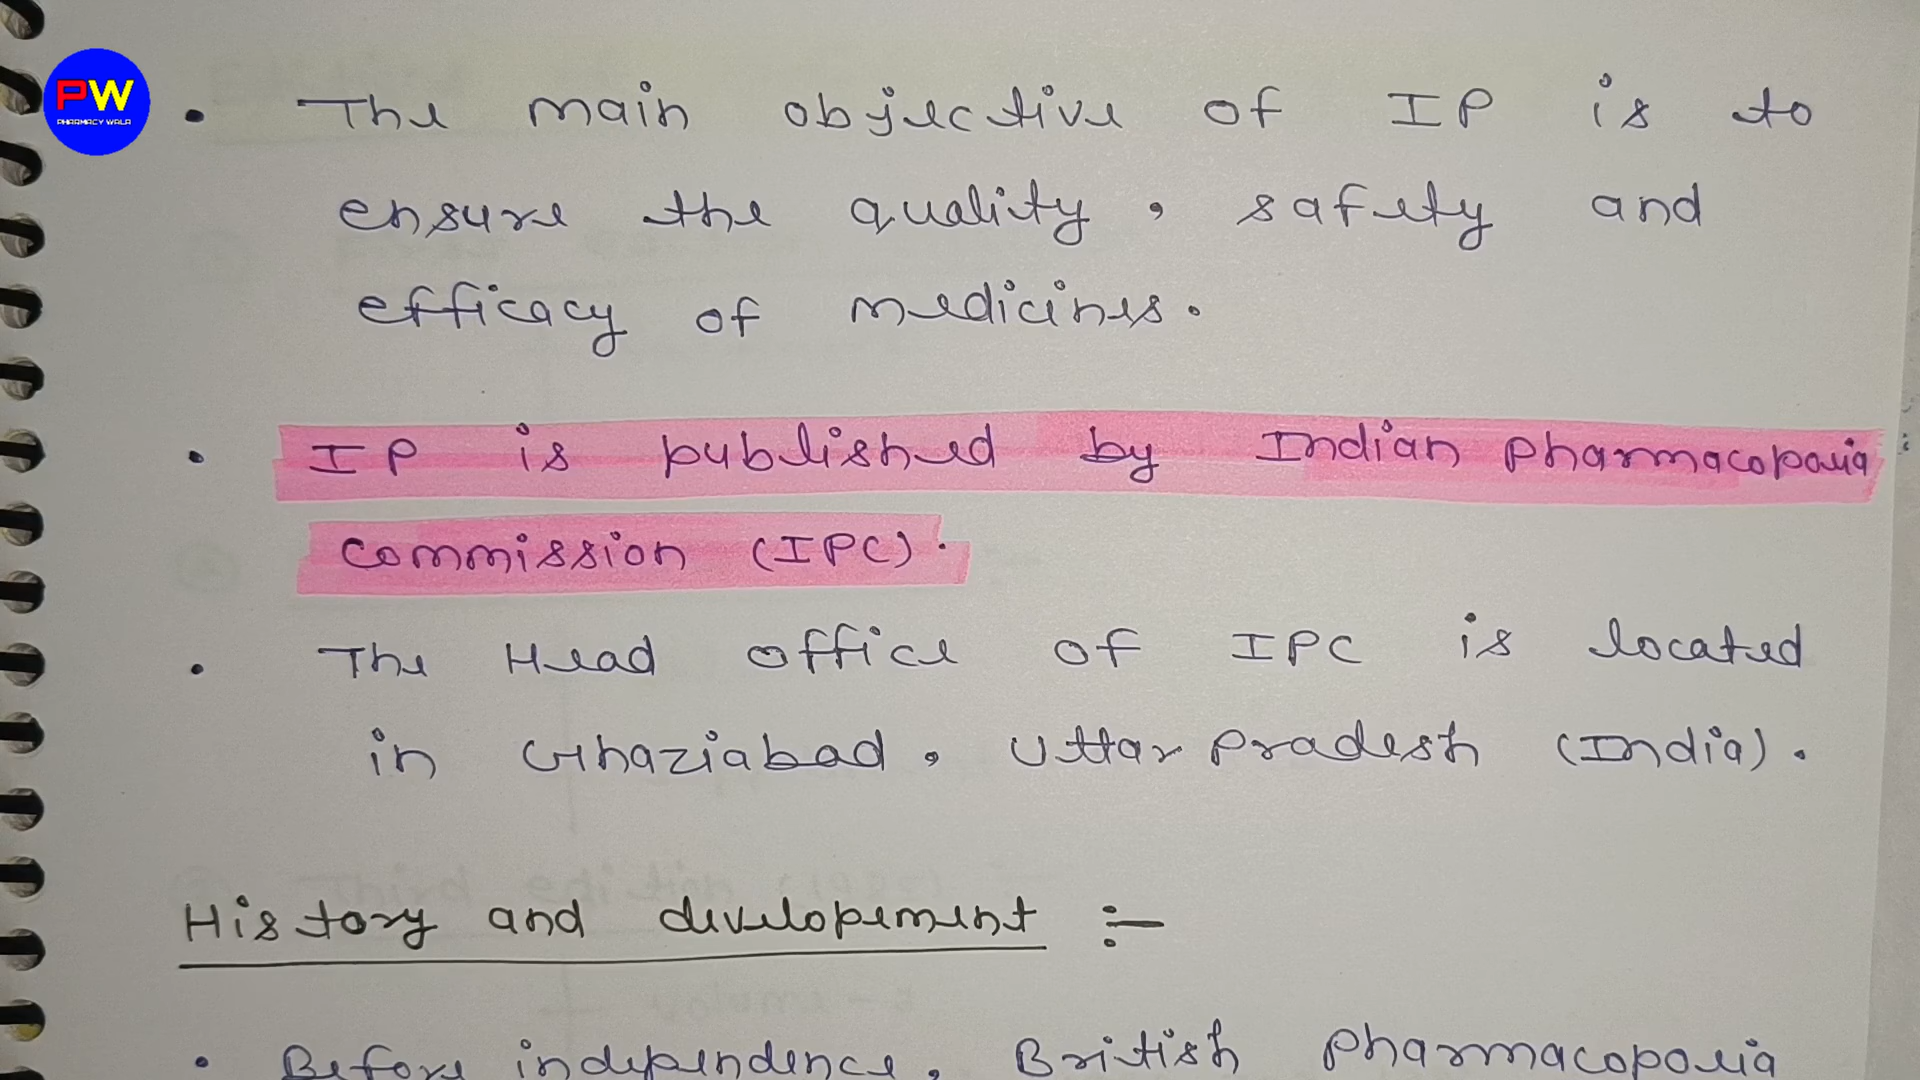 PW
PHARMACY WALA
• The main objective of IP is to
ensure the quality, safety and
efficacy of medicines.
• IP is published by Indian Pharmacopoeia
Commission (IPC).
• The Head office of IPC is located
in Ghaziabad, Uttar Pradesh (India).
History and developement :-
• Before independence, British Pharmacopoeia